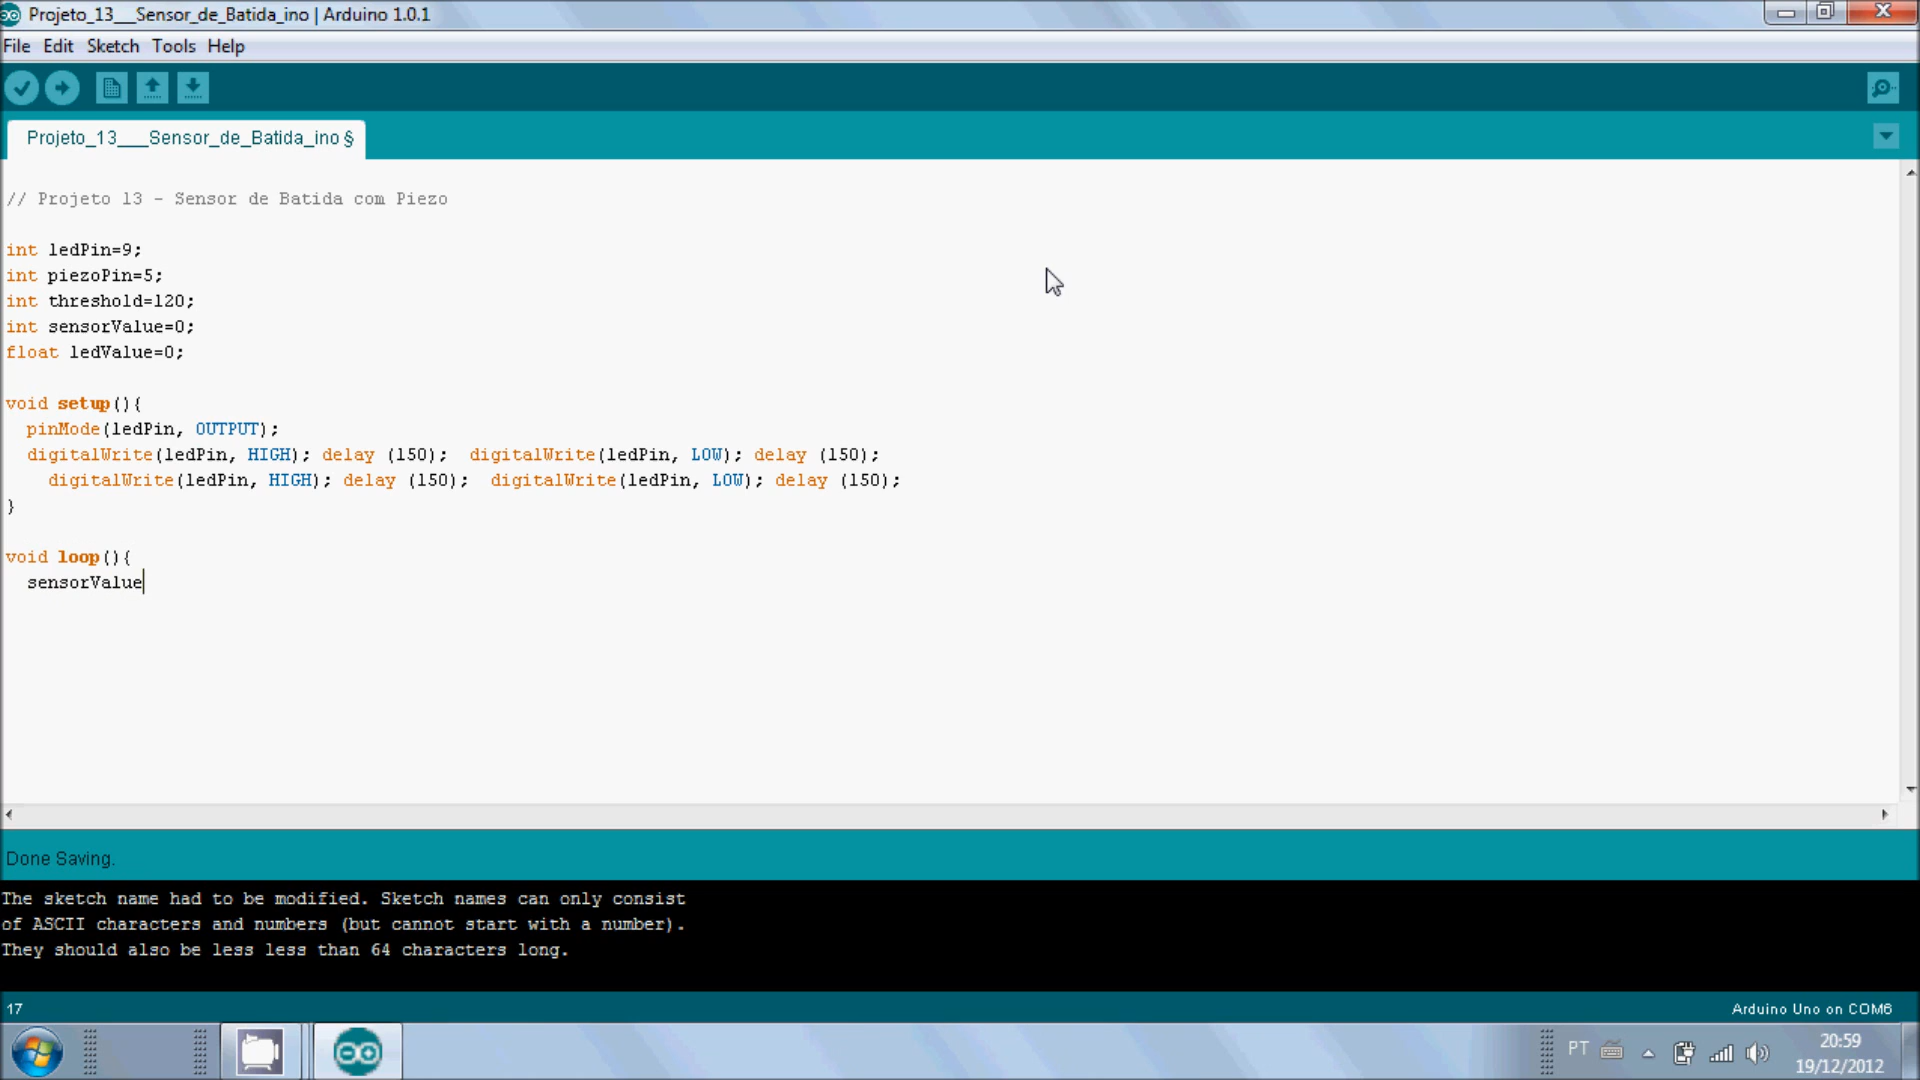 Projeto_13___Sensor_de_Batida_ino | Arduino 1.0.1
File Edit Sketch Tools Help
Projeto_13___Sensor_de_Batida_ino §
// Projeto 13 - Sensor de Batida com Piezo
int ledPin=9;
int piezoPin=5;
int threshold=120;
int sensorValue=0;
float ledValue=0;
void setup(){
pinMode(ledPin, OUTPUT);
digitalWrite(ledPin, HIGH); delay (150);  digitalWrite(ledPin, LOW); delay (150);
digitalWrite(ledPin, HIGH); delay (150);  digitalWrite(ledPin, LOW); delay (150);
}
void loop(){
sensorValue
Done Saving.
The sketch name had to be modified. Sketch names can only consist
of ASCII characters and numbers (but cannot start with a number).
They should also be less less than 64 characters long.
17
Arduino Uno on COM6
PT
20:59
19/12/2012